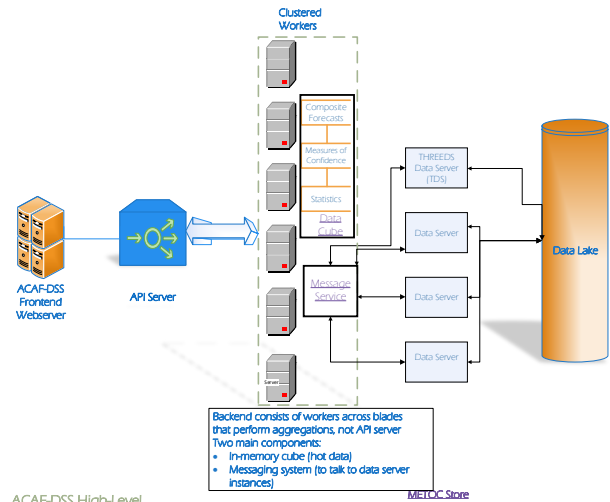 Clustered
Workers
Composite
Forecasts
Measures of
Confidence
Statistics
Data
Cube
THREEDS
Data Server
(TDS)
Data Server
Message
Service
Data Server
Data Server
Data Lake
ACAF-DSS
Frontend
Webserver
API Server
Server
Backend consists of workers across blades
that perform aggregations, not API server
Two main components:
• In-memory cube (hot data)
• Messaging system (to talk to data server
instances)
METOC Store
ACAF-DSS High-Level